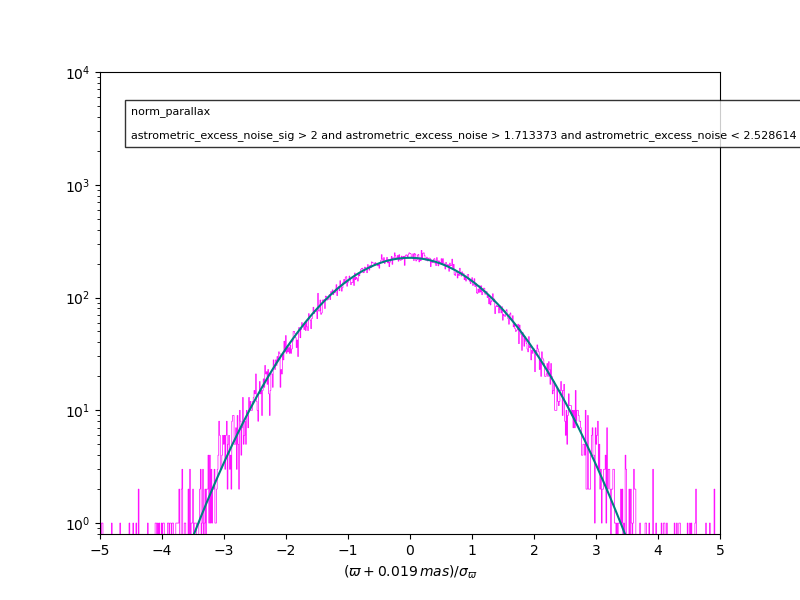 10^4
norm_parallax
astrometric_excess_noise_sig > 2 and astrometric_excess_noise > 1.713373 and astrometric_excess_noise < 2.528614
10^3
10^2
10^1
10^0
−5 −4 −3 −2 −1 0 1 2 3 4 5
(ϖ + 0.019 mas)/σ_ϖ